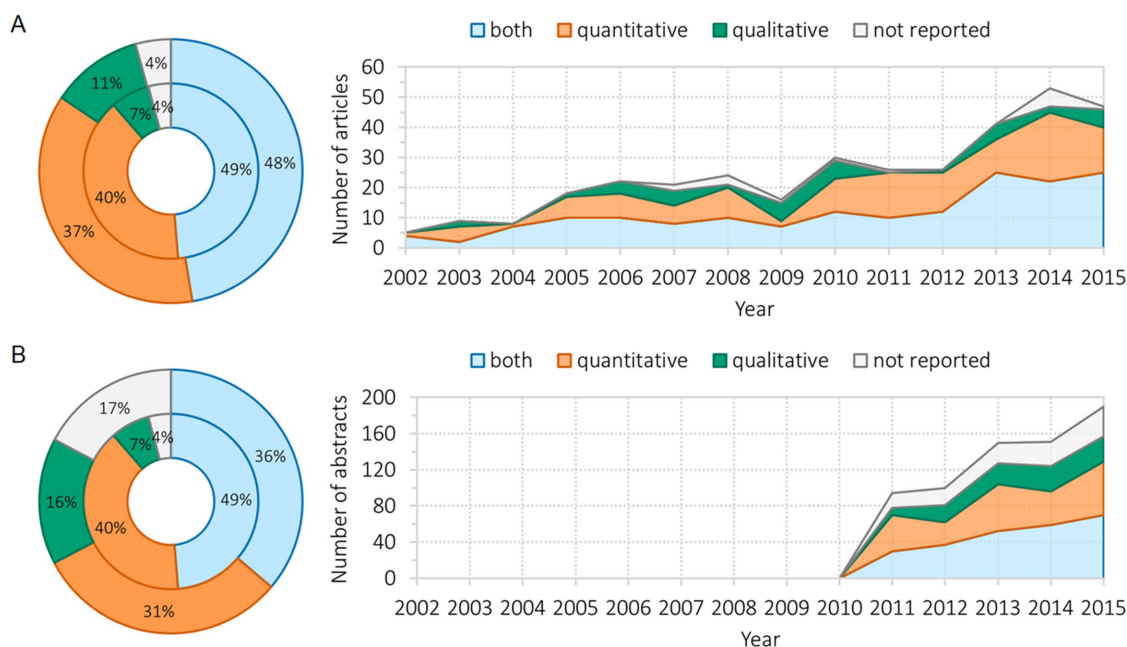 A
both quantitative qualitative not reported
4%
11%
7%
4%
49%
48%
40%
37%
Number of articles
60
50
40
30
20
10
0
2002 2003 2004 2005 2006 2007 2008 2009 2010 2011 2012 2013 2014 2015
Year
B
both quantitative qualitative not reported
17%
7%
4%
36%
49%
16%
40%
31%
Number of abstracts
200
160
120
80
40
0
2002 2003 2004 2005 2006 2007 2008 2009 2010 2011 2012 2013 2014 2015
Year